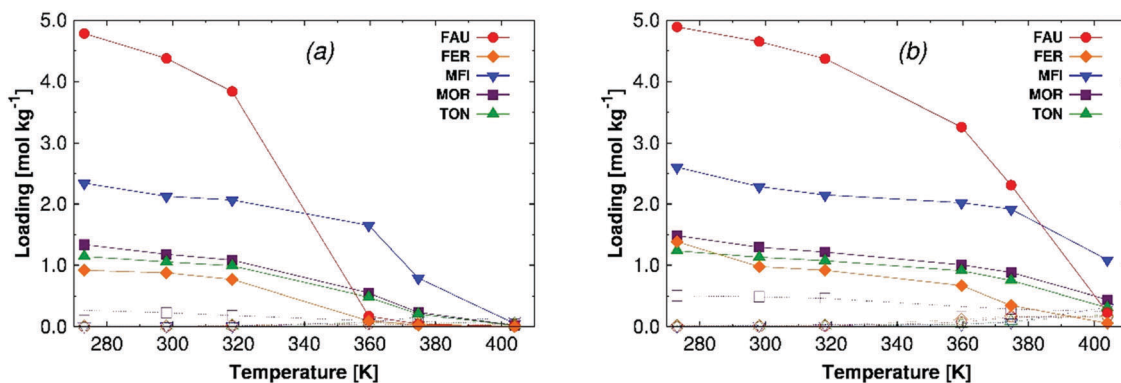 5.0
4.0
3.0
2.0
1.0
0.0
Loading [mol kg-1]
280 300 320 340 360 380 400
Temperature [K]
(a)
FAU
FER
MFI
MOR
TON
5.0
4.0
3.0
2.0
1.0
0.0
Loading [mol kg-1]
280 300 320 340 360 380 400
Temperature [K]
(b)
FAU
FER
MFI
MOR
TON